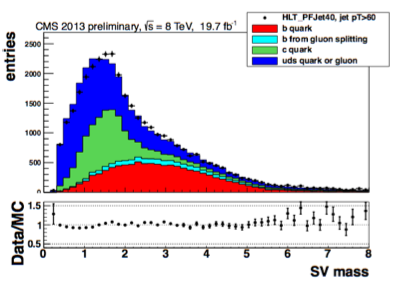 CMS 2013 preliminary, √s = 8 TeV, 19.7 fb⁻¹
HLT_PFJet40, jet pT>60
b quark
b from gluon splitting
c quark
uds quark or gluon
entries
2500
2000
1500
1000
500
0
Data/MC
1.5
1
0.5
0 1 2 3 4 5 6 7 8
SV mass